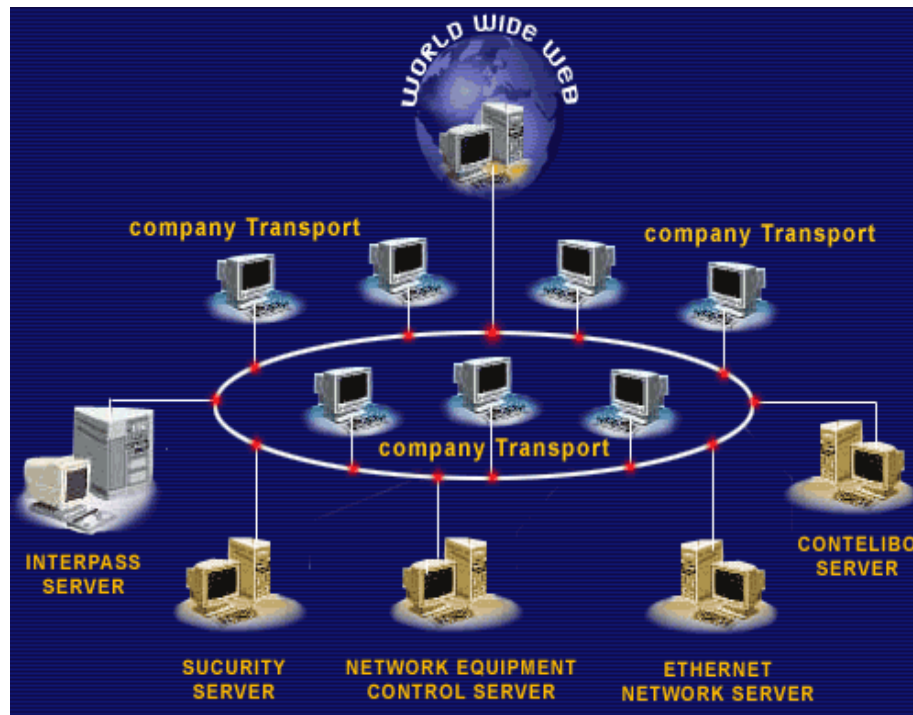 WORLD WIDE WEB
company Transport
company Transport
company Transport
INTERPASS
SERVER
CONTELIBO
SERVER
SUCURITY
SERVER
NETWORK EQUIPMENT
CONTROL SERVER
ETHERNET
NETWORK SERVER